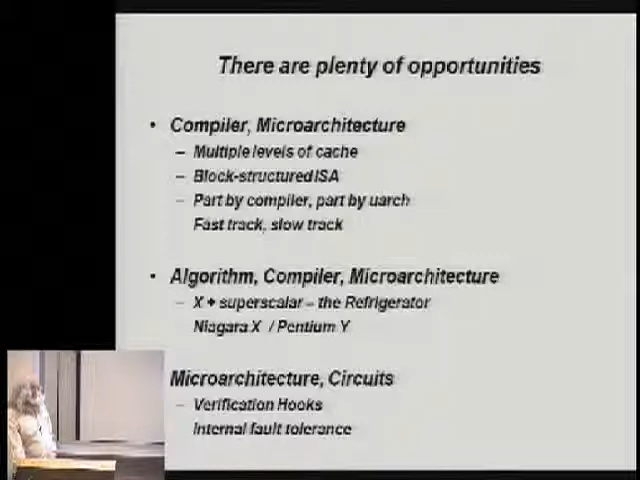 There are plenty of opportunities
• Compiler, Microarchitecture
– Multiple levels of cache
– Block-structured ISA
– Part by compiler, part by uarch
Fast track, slow track
• Algorithm, Compiler, Microarchitecture
– X + superscalar – the Refrigerator
Niagara X / Pentium Y
Microarchitecture, Circuits
– Verification Hooks
Internal fault tolerance